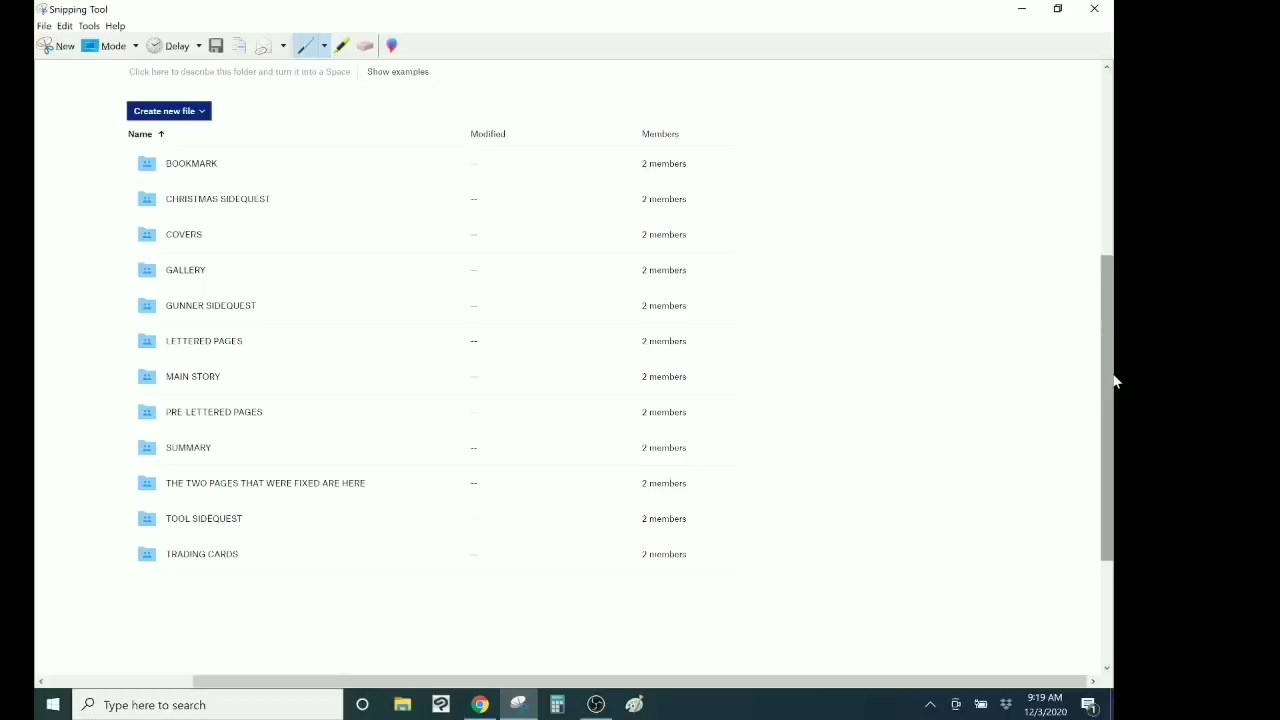 Snipping Tool
File Edit Tools Help
New Mode Delay
Click here to describe this folder and turn it into a Space Show examples
Create new file
Name ↑ Modified Members
BOOKMARK -- 2 members
CHRISTMAS SIDEQUEST -- 2 members
COVERS -- 2 members
GALLERY -- 2 members
GUNNER SIDEQUEST -- 2 members
LETTERED PAGES -- 2 members
MAIN STORY -- 2 members
PRE-LETTERED PAGES -- 2 members
SUMMARY -- 2 members
THE TWO PAGES THAT WERE FIXED ARE HERE -- 2 members
TOOL SIDEQUEST 2 members
TRADING CARDS -- 2 members
Type here to search
9:19 AM
12/3/2020
1